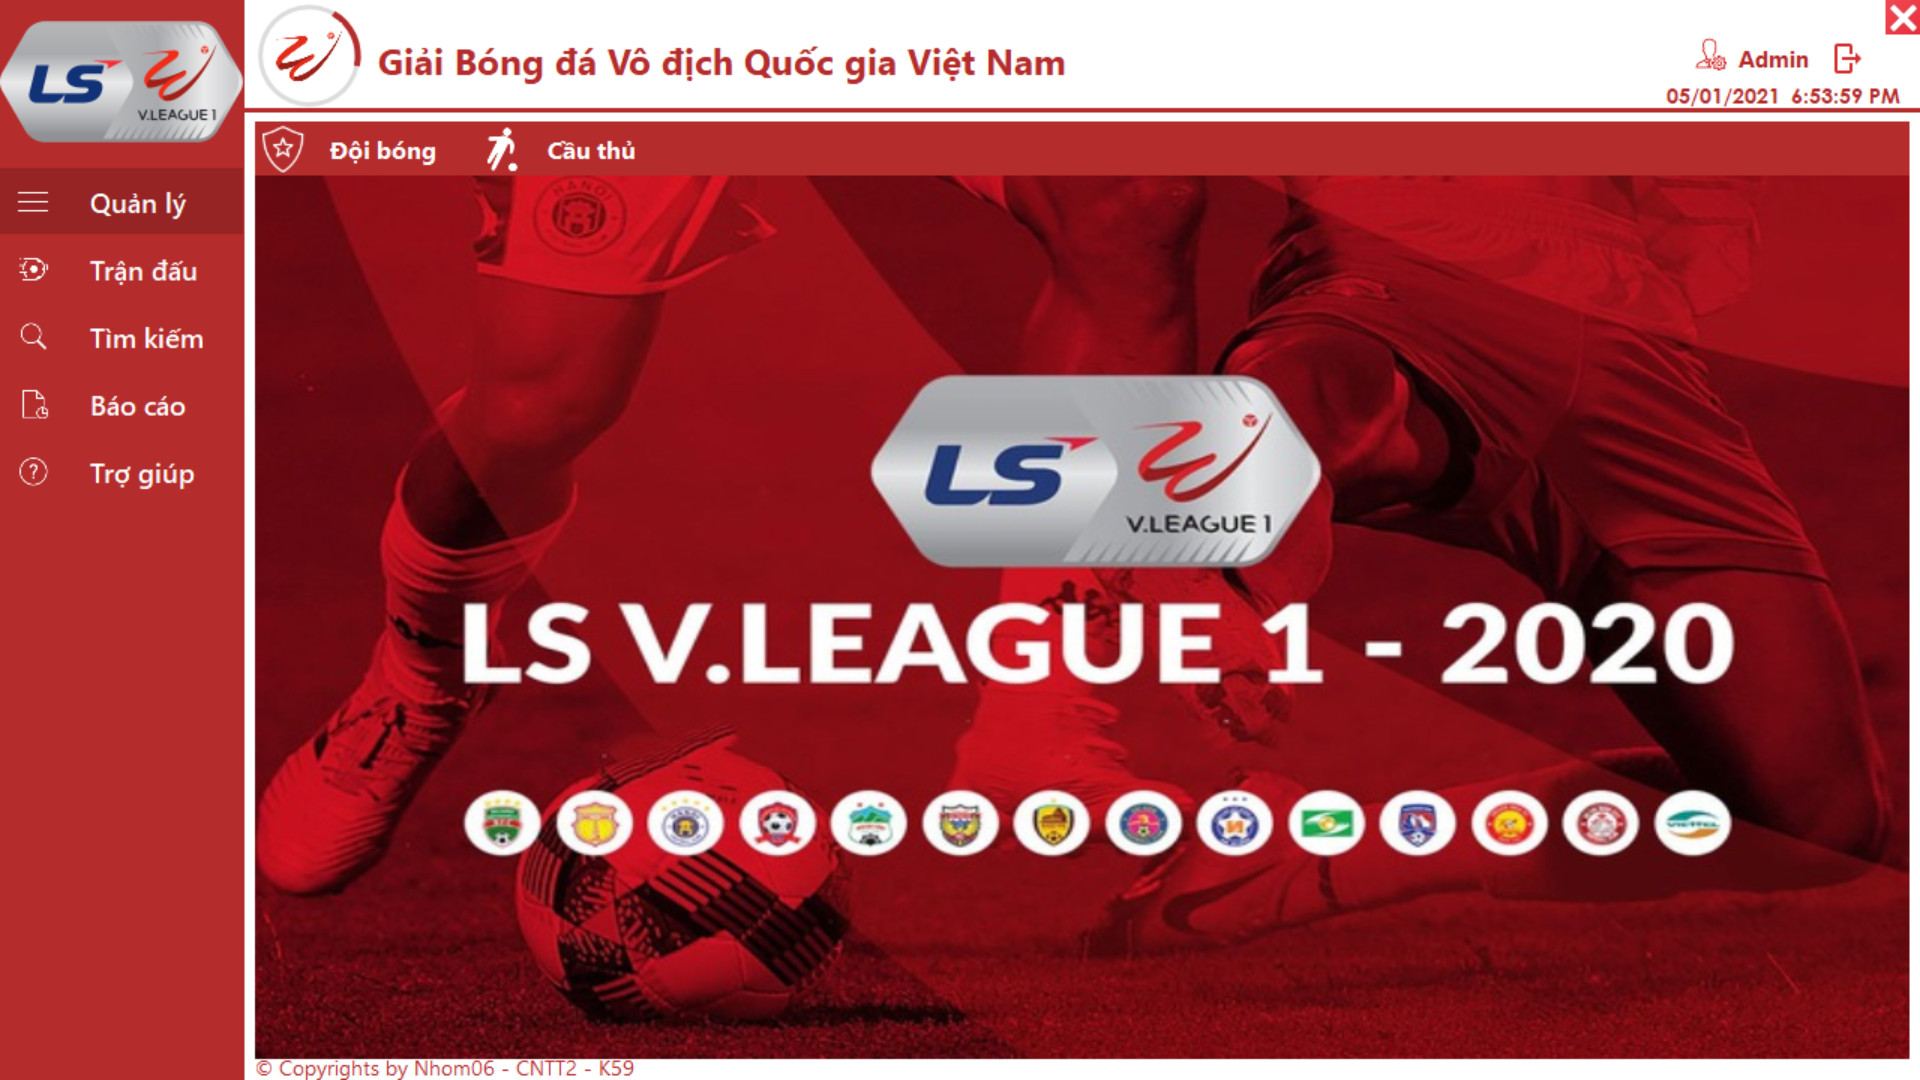 LS
V.LEAGUE 1
Giải Bóng đá Vô địch Quốc gia Việt Nam
Admin
05/01/2021 6:53:59 PM
Đội bóng
Cầu thủ
Quản lý
Trận đấu
Tìm kiếm
Báo cáo
Trợ giúp
HANOI
LS
V.LEAGUE 1
LS V.LEAGUE 1 - 2020
VIETTEL
© Copyrights by Nhom06 - CNTT2 - K59